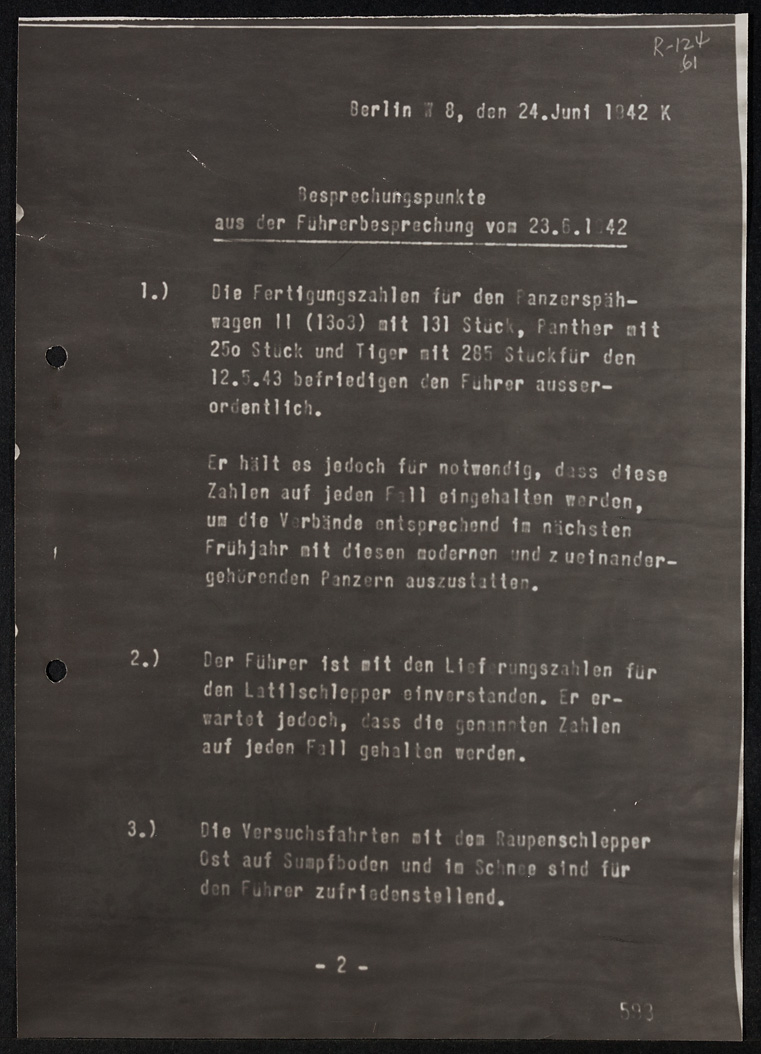 R-124
61
Berlin W 8, den 24.Juni 1942 K
Besprechungspunkte
aus der Führerbesprechung vom 23.6.1942
1.) Die Fertigungszahlen für den Panzerspäh-
wagen II (13o3) mit 131 Stück, Panther mit
25o Stück und Tiger mit 285 Stückfür den
12.5.43 befriedigen den Führer ausser-
ordentlich.
Er hält es jedoch für notwendig, dass diese
Zahlen auf jeden Fall eingehalten werden,
um die Verbände entsprechend im nächsten
Frühjahr mit diesen modernen und zueinander-
gehörenden Panzern auszustatten.
2.) Der Führer ist mit den Lieferungszahlen für
den Latilschlepper einverstanden. Er er-
wartet jedoch, dass die genannten Zahlen
auf jeden Fall gehalten werden.
3.) Die Versuchsfahrten mit dem Raupenschlepper
Ost auf Sumpfboden und im Schnee sind für
den Führer zufriedenstellend.
- 2 -
593